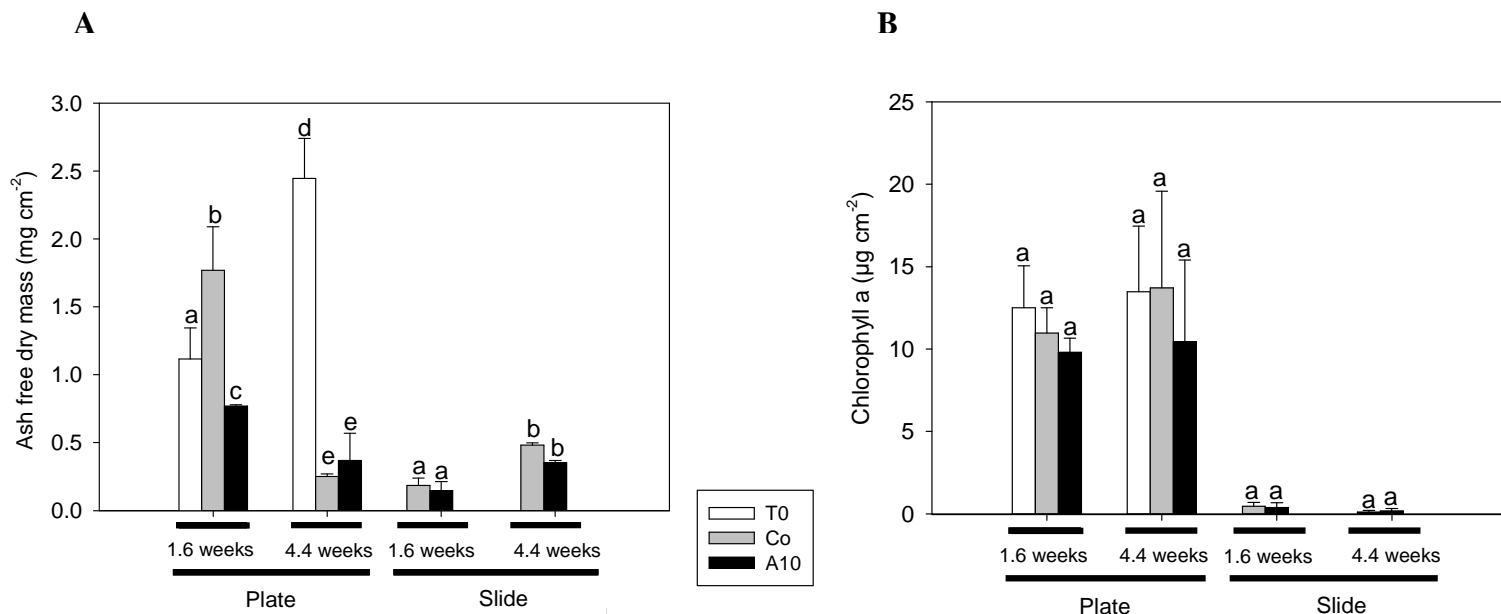 A
Ash free dry mass (mg cm-2)
3.0
2.5
2.0
1.5
1.0
0.5
0.0
a
b
c
d
e
e
a
a
b
b
1.6 weeks
4.4 weeks
1.6 weeks
4.4 weeks
Plate
Slide
T0
Co
A10
B
Chlorophyll a (µg cm-2)
25
20
15
10
5
0
a
a
a
a
a
a
a
a
a
a
1.6 weeks
4.4 weeks
1.6 weeks
4.4 weeks
Plate
Slide